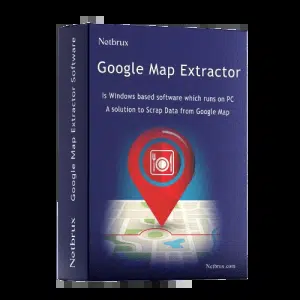 Netbrux
Google Map Extractor
Is Windows based software which runs on PC
A solution to Scrap Data from Google Map
Netbrux.com
Netbrux Google Map Extractor Software